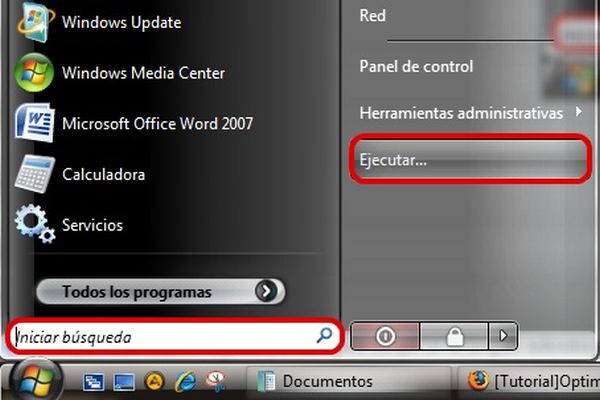 Windows Update
Windows Media Center
Microsoft Office Word 2007
Calculadora
Servicios
Todos los programas
Iniciar búsqueda
Red
Panel de control
Herramientas administrativas
Ejecutar...
Documentos
[Tutorial]Optim